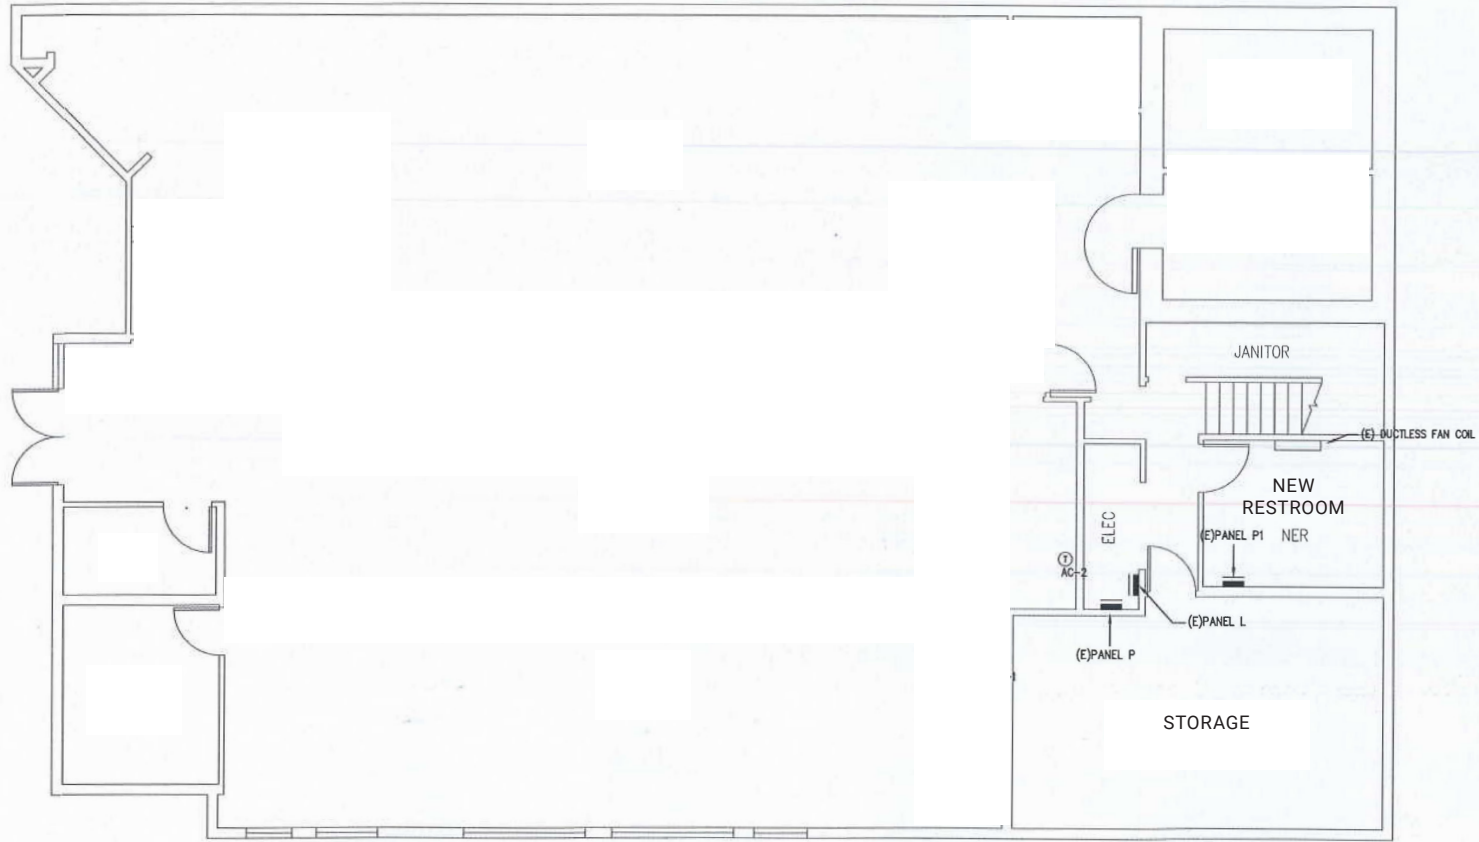 JANITOR
(E) DUCTLESS FAN COIL
NEW
RESTROOM
(E)PANEL P1
NER
ELEC
T
AC-2
(E)PANEL L
(E)PANEL P
STORAGE